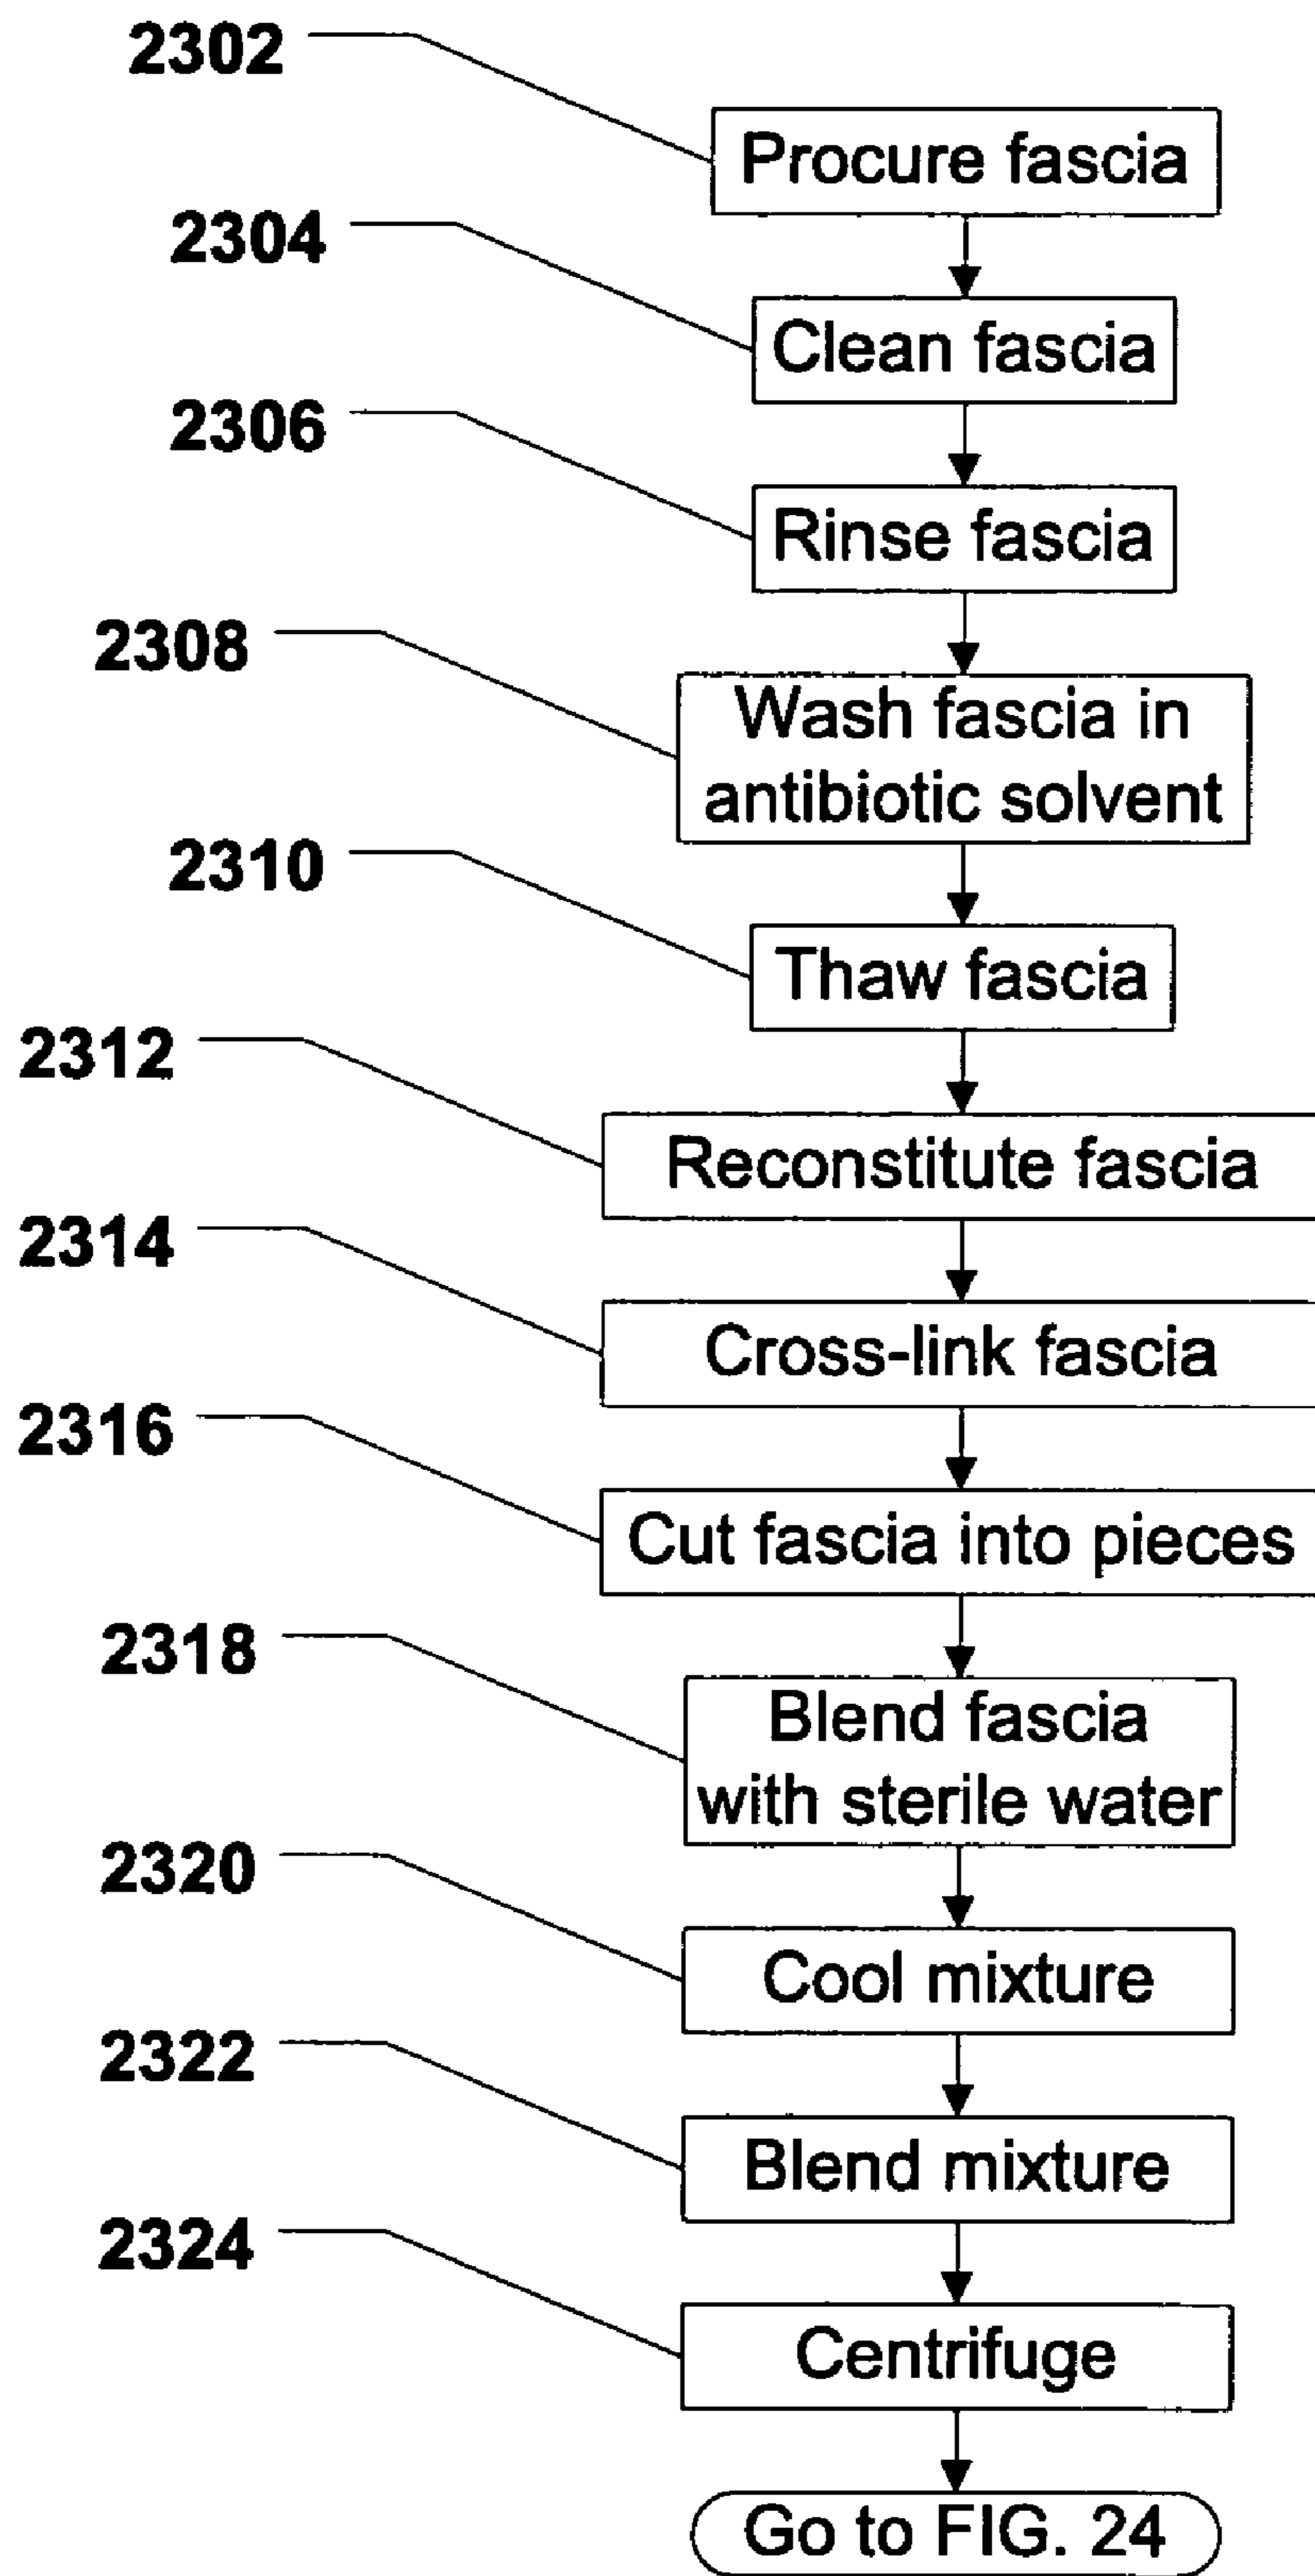 2302
Procure fascia
2304
Clean fascia
2306
Rinse fascia
2308
Wash fascia in
antibiotic solvent
2310
Thaw fascia
2312
Reconstitute fascia
2314
Cross-link fascia
2316
Cut fascia into pieces
2318
Blend fascia
with sterile water
2320
Cool mixture
2322
Blend mixture
2324
Centrifuge
Go to FIG. 24